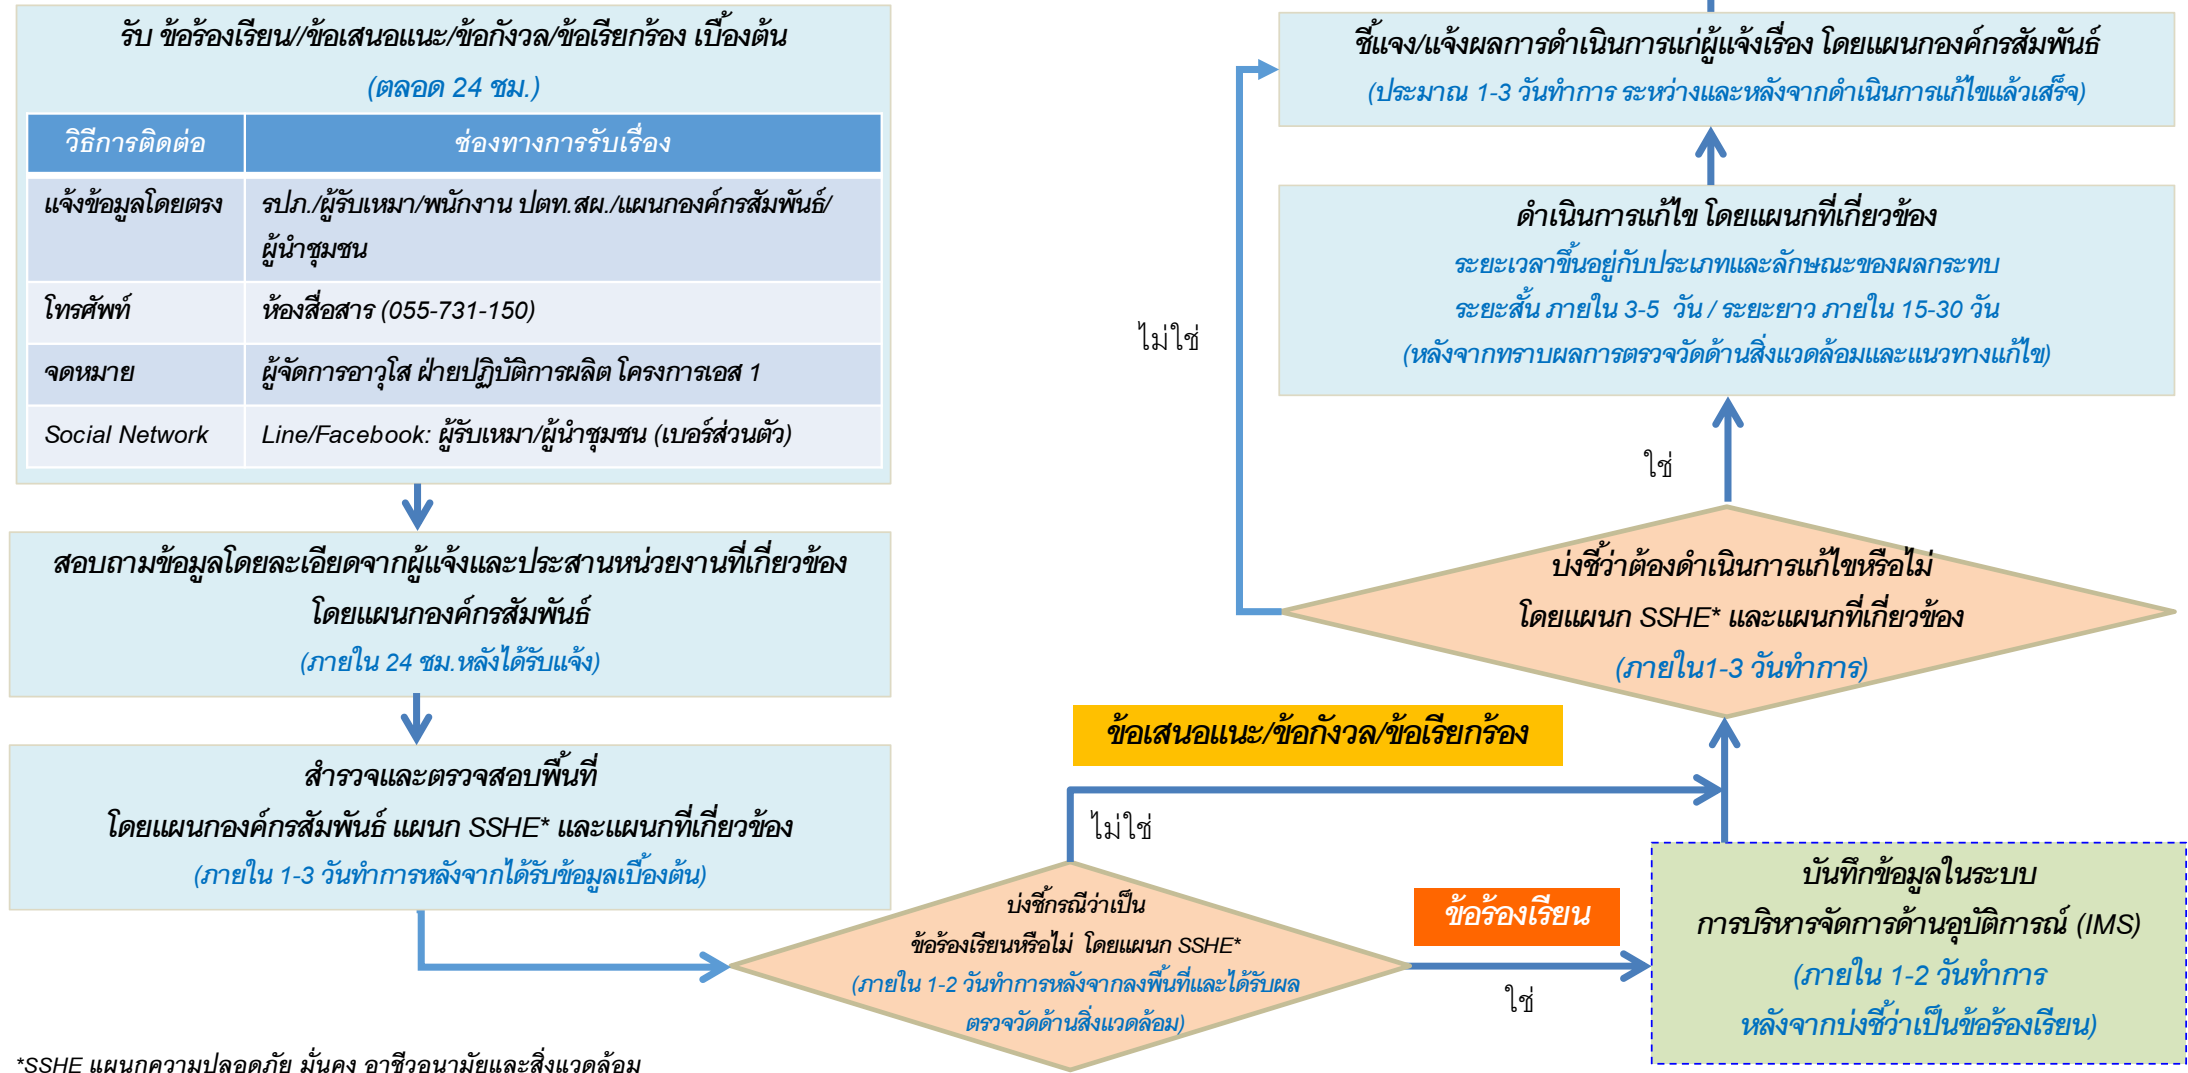 รับ ข้อร้องเรียน//ข้อเสนอแนะ/ข้อกังวล/ข้อเรียกร้อง เบื้องต้น
(ตลอด 24 ชม.)
วิธีการติดต่อ ช่องทางการรับเรื่อง
แจ้งข้อมูลโดยตรง รปภ./ผู้รับเหมา/พนักงาน ปตท.สผ./แผนกองค์กรสัมพันธ์/
ผู้นำชุมชน
โทรศัพท์ ห้องสื่อสาร (055-731-150)
จดหมาย ผู้จัดการอาวุโส ฝ่ายปฏิบัติการผลิต โครงการเอส 1
Social Network Line/Facebook: ผู้รับเหมา/ผู้นำชุมชน (เบอร์ส่วนตัว)
สอบถามข้อมูลโดยละเอียดจากผู้แจ้งและประสานหน่วยงานที่เกี่ยวข้อง
โดยแผนกองค์กรสัมพันธ์
(ภายใน 24 ชม.หลังได้รับแจ้ง)
สำรวจและตรวจสอบพื้นที่
โดยแผนกองค์กรสัมพันธ์ แผนก SSHE* และแผนกที่เกี่ยวข้อง
(ภายใน 1-3 วันทำการหลังจากได้รับข้อมูลเบื้องต้น)
บ่งชี้กรณีว่าเป็น
ข้อร้องเรียนหรือไม่ โดยแผนก SSHE*
(ภายใน 1-2 วันทำการหลังจากลงพื้นที่และได้รับผล
ตรวจวัดด้านสิ่งแวดล้อม)
ไม่ใช่
ข้อเสนอแนะ/ข้อกังวล/ข้อเรียกร้อง
ข้อร้องเรียน
ใช่
บันทึกข้อมูลในระบบ
การบริหารจัดการด้านอุบัติการณ์ (IMS)
(ภายใน 1-2 วันทำการ
หลังจากบ่งชี้ว่าเป็นข้อร้องเรียน)
บ่งชี้ว่าต้องดำเนินการแก้ไขหรือไม่
โดยแผนก SSHE* และแผนกที่เกี่ยวข้อง
(ภายใน1-3 วันทำการ)
ใช่
ไม่ใช่
ดำเนินการแก้ไข โดยแผนกที่เกี่ยวข้อง
ระยะเวลาขึ้นอยู่กับประเภทและลักษณะของผลกระทบ
ระยะสั้น ภายใน 3-5 วัน / ระยะยาว ภายใน 15-30 วัน
(หลังจากทราบผลการตรวจวัดด้านสิ่งแวดล้อมและแนวทางแก้ไข)
ชี้แจง/แจ้งผลการดำเนินการแก่ผู้แจ้งเรื่อง โดยแผนกองค์กรสัมพันธ์
(ประมาณ 1-3 วันทำการ ระหว่างและหลังจากดำเนินการแก้ไขแล้วเสร็จ)
*SSHE แผนกความปลอดภัย มั่นคง อาชีวอนามัยและสิ่งแวดล้อม